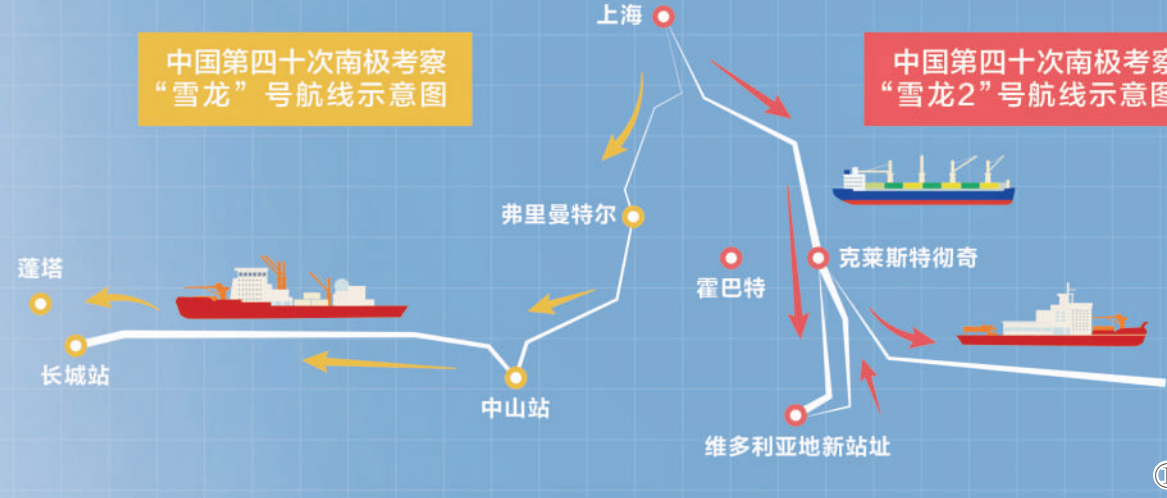 上海
中国第四十次南极考察
“雪龙”号航线示意图
中国第四十次南极考察
“雪龙2”号航线示意图
弗里曼特尔
克莱斯特彻奇
蓬塔
霍巴特
长城站
中山站
维多利亚地新站址